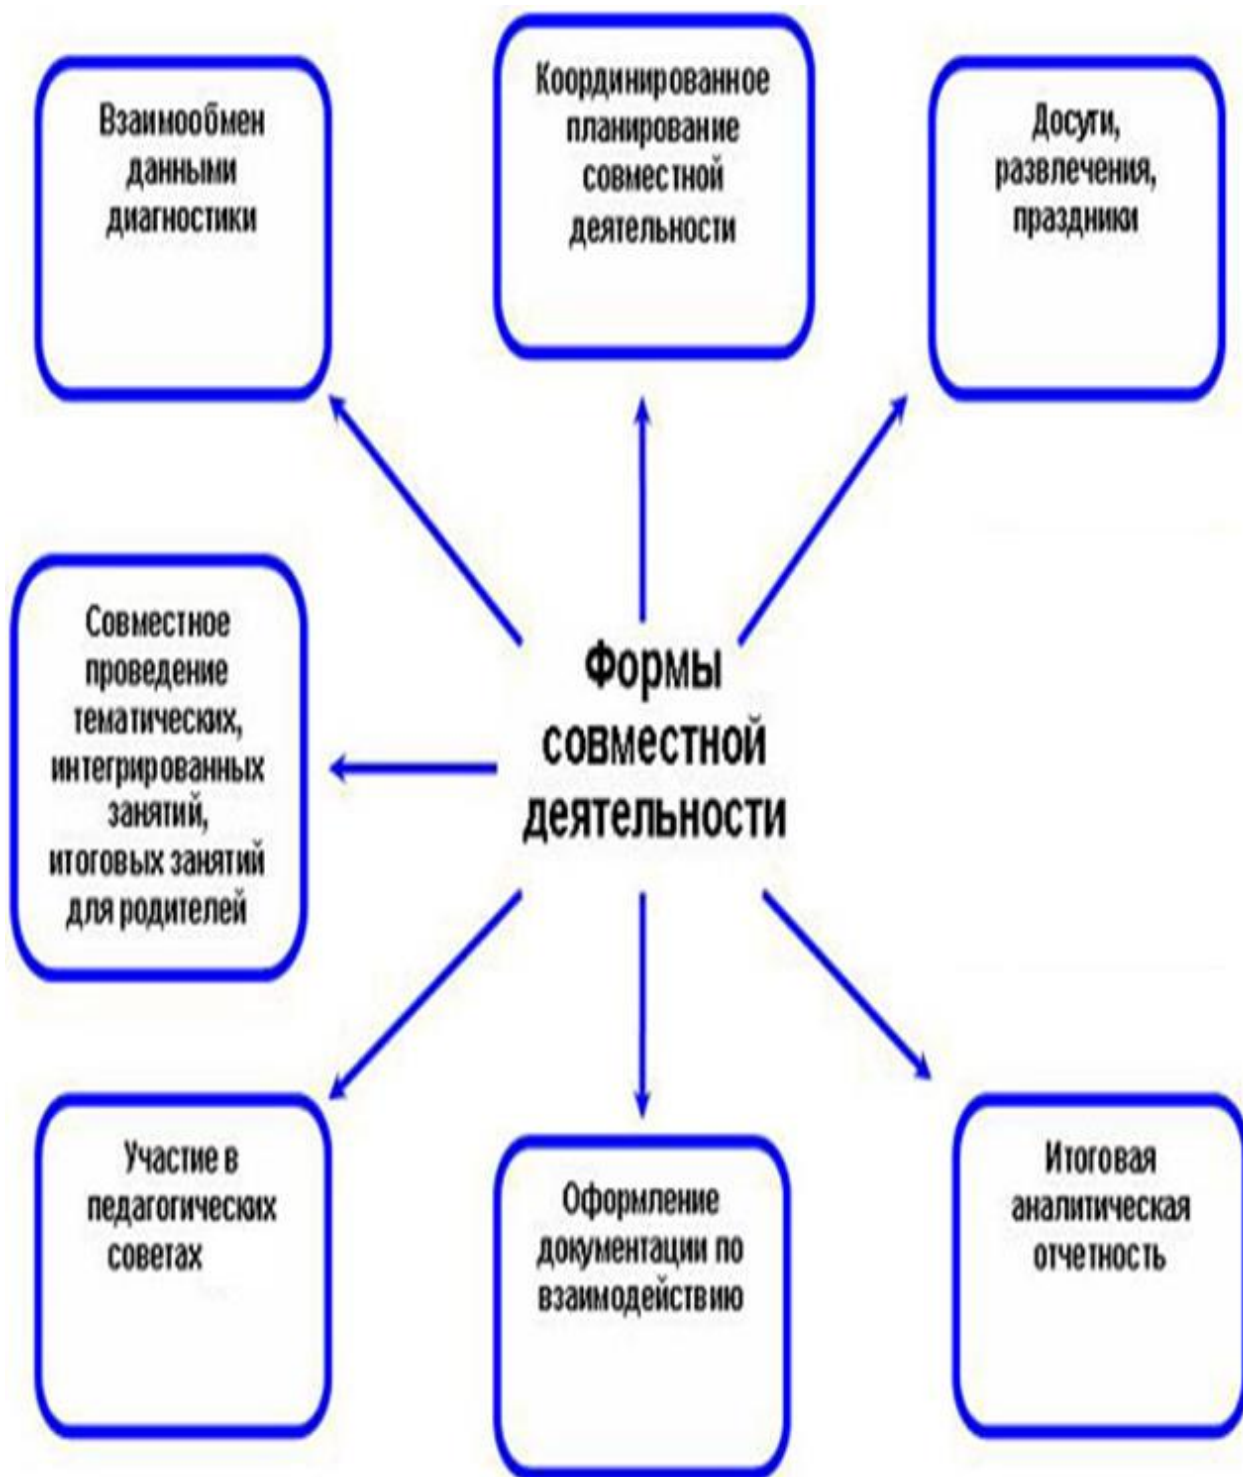 Взаимообмен
данными
диагностики
Координированное
планирование
совместной
деятельности
Досуги,
развлечения,
праздники
Совместное
проведение
тематических,
интегрированных
занятий,
итоговых занятий
для родителей
Формы
совместной
деятельности
Участие в
педагогических
советах
Оформление
документации по
взаимодействию
Итоговая
аналитическая
отчетность